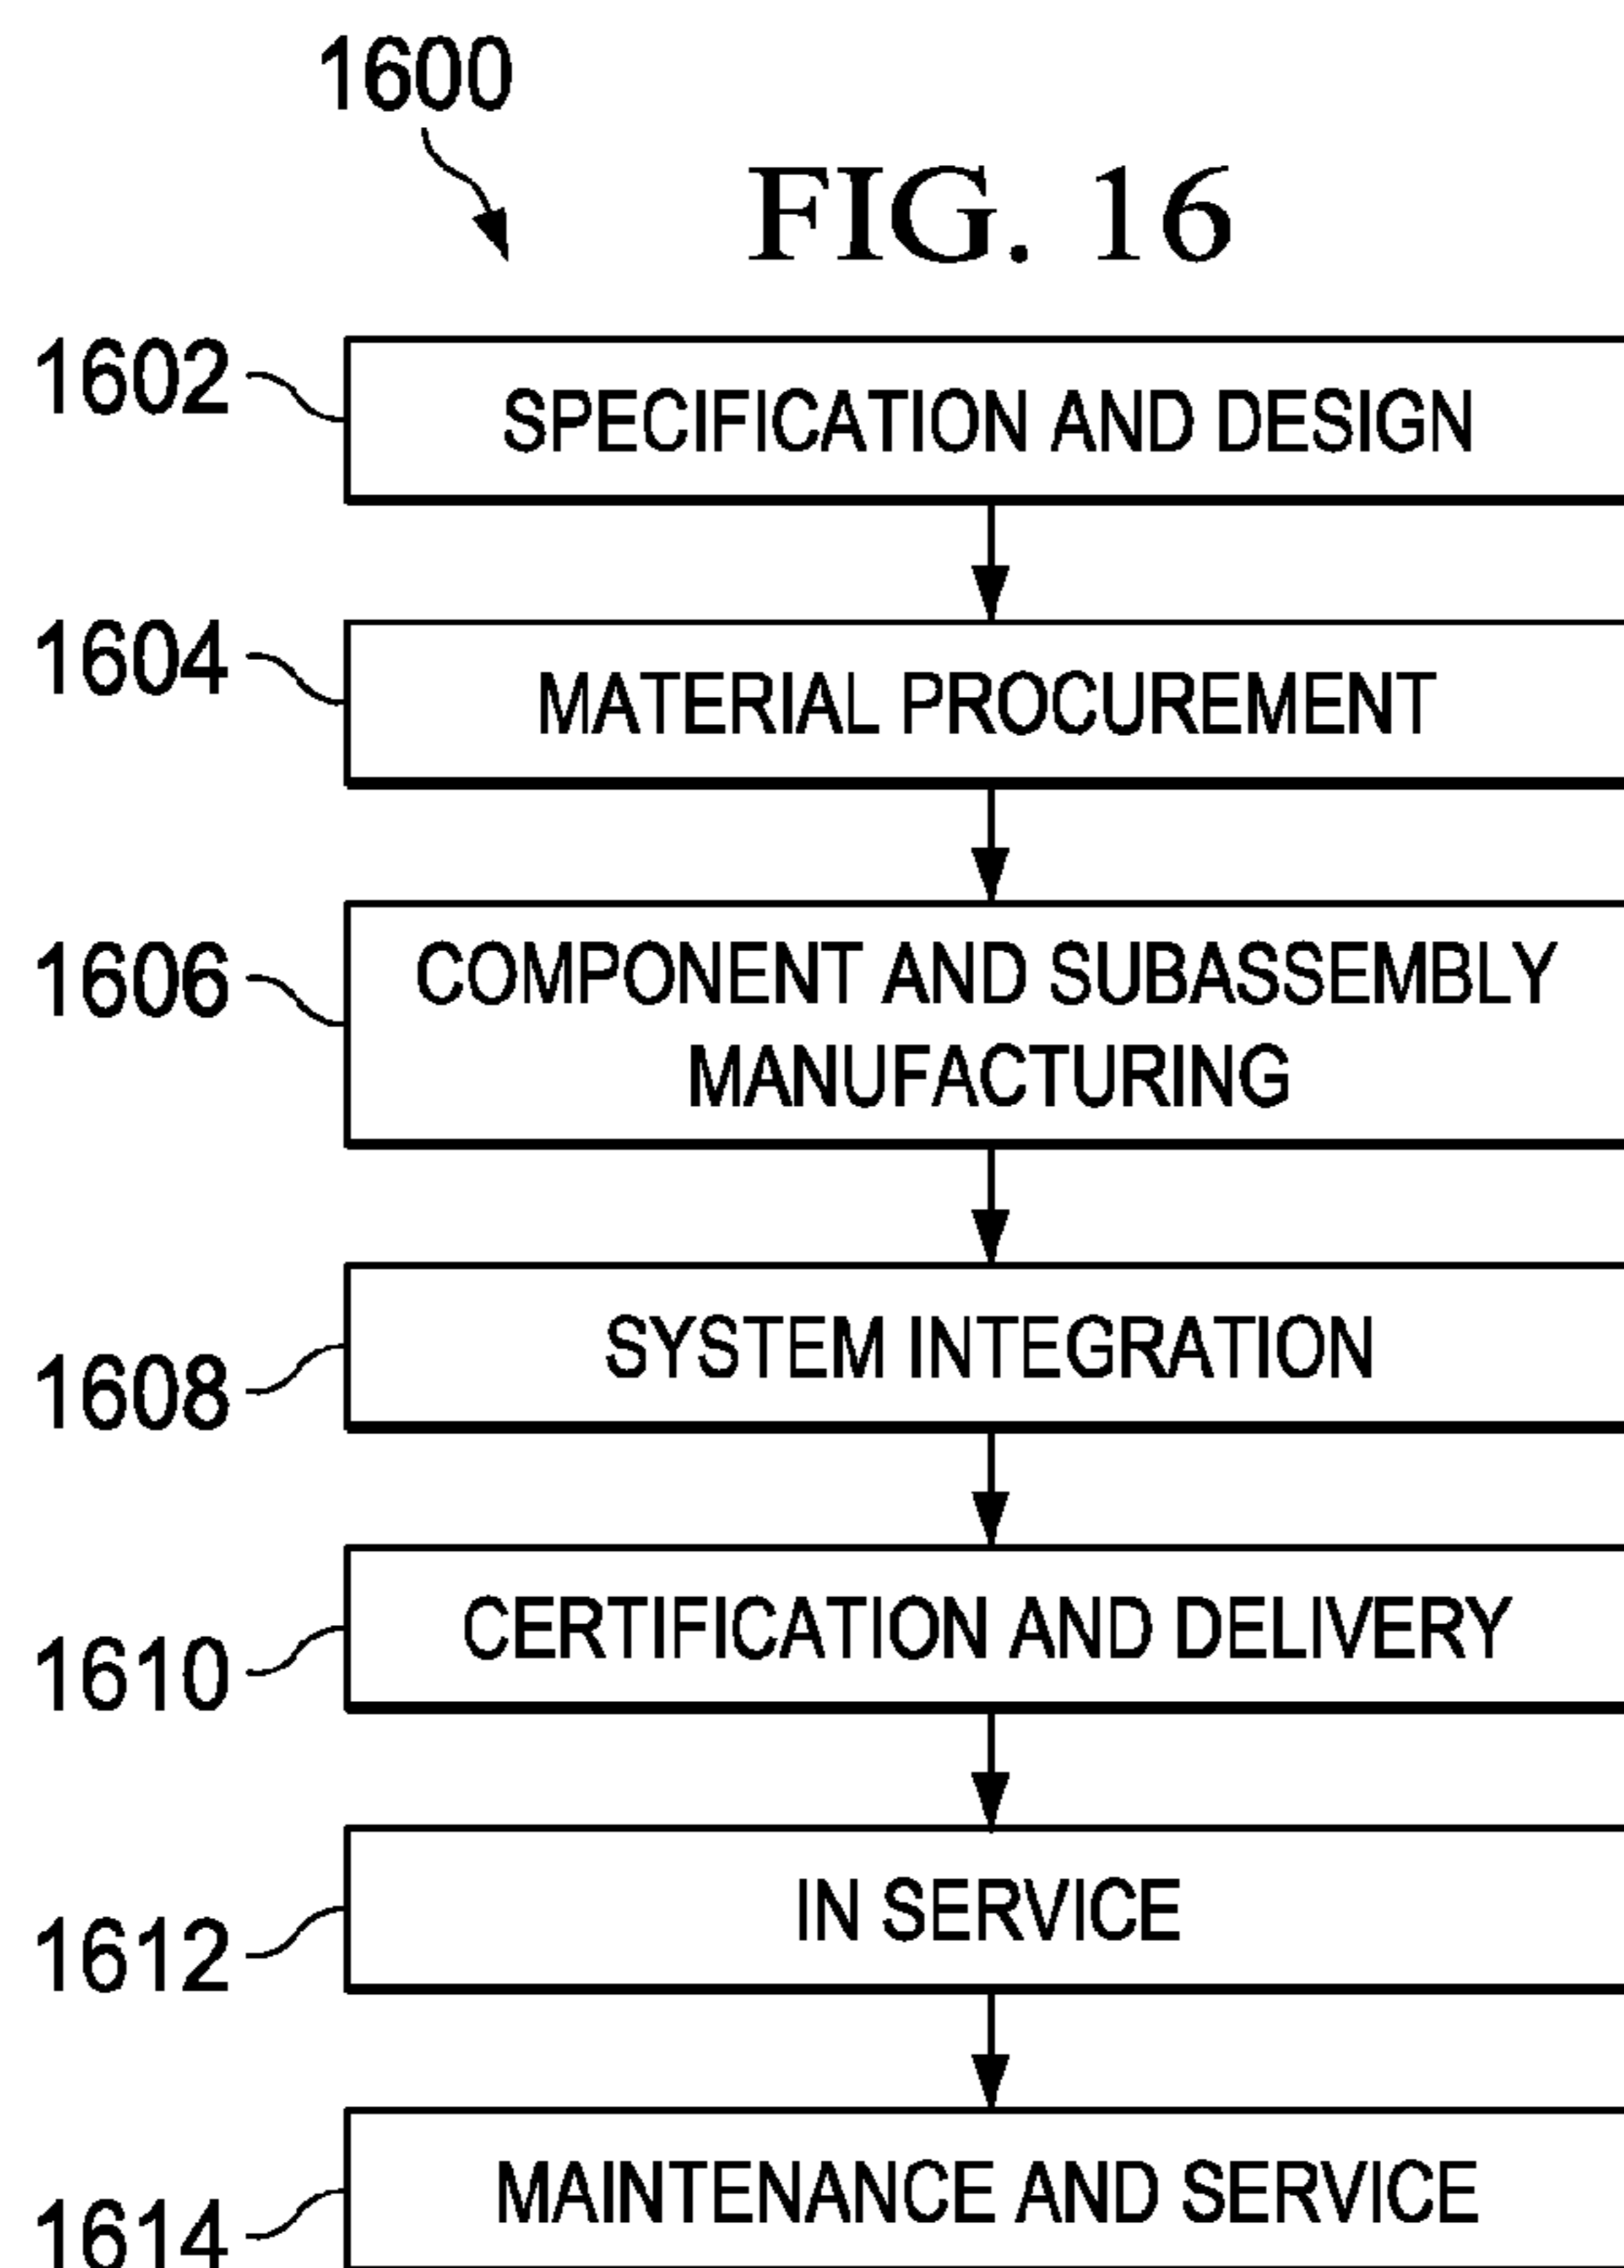 1600
FIG. 16
1602
SPECIFICATION AND DESIGN
1604
MATERIAL PROCUREMENT
1606
COMPONENT AND SUBASSEMBLY
MANUFACTURING
1608
SYSTEM INTEGRATION
1610
CERTIFICATION AND DELIVERY
1612
IN SERVICE
1614
MAINTENANCE AND SERVICE